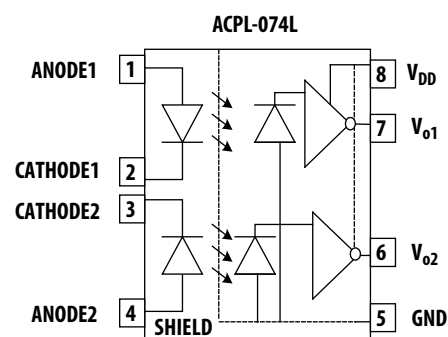 ACPL-074L
ANODE1 1
8 V_DD
7 V_o1
CATHODE1 2
CATHODE2 3
6 V_o2
ANODE2 4
5 GND
SHIELD